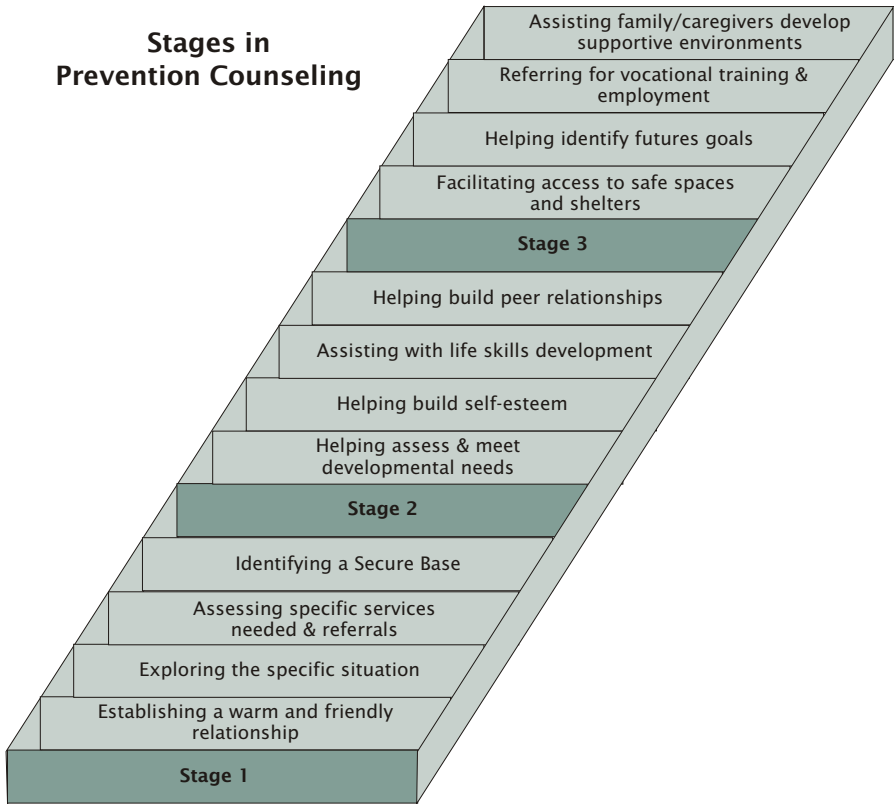 Stages in
Prevention Counseling
Assisting family/caregivers develop
supportive environments
Referring for vocational training &
employment
Helping identify futures goals
Facilitating access to safe spaces
and shelters
Stage 3
Helping build peer relationships
Assisting with life skills development
Helping build self-esteem
Helping assess & meet
developmental needs
Stage 2
Identifying a Secure Base
Assessing specific services
needed & referrals
Exploring the specific situation
Establishing a warm and friendly
relationship
Stage 1